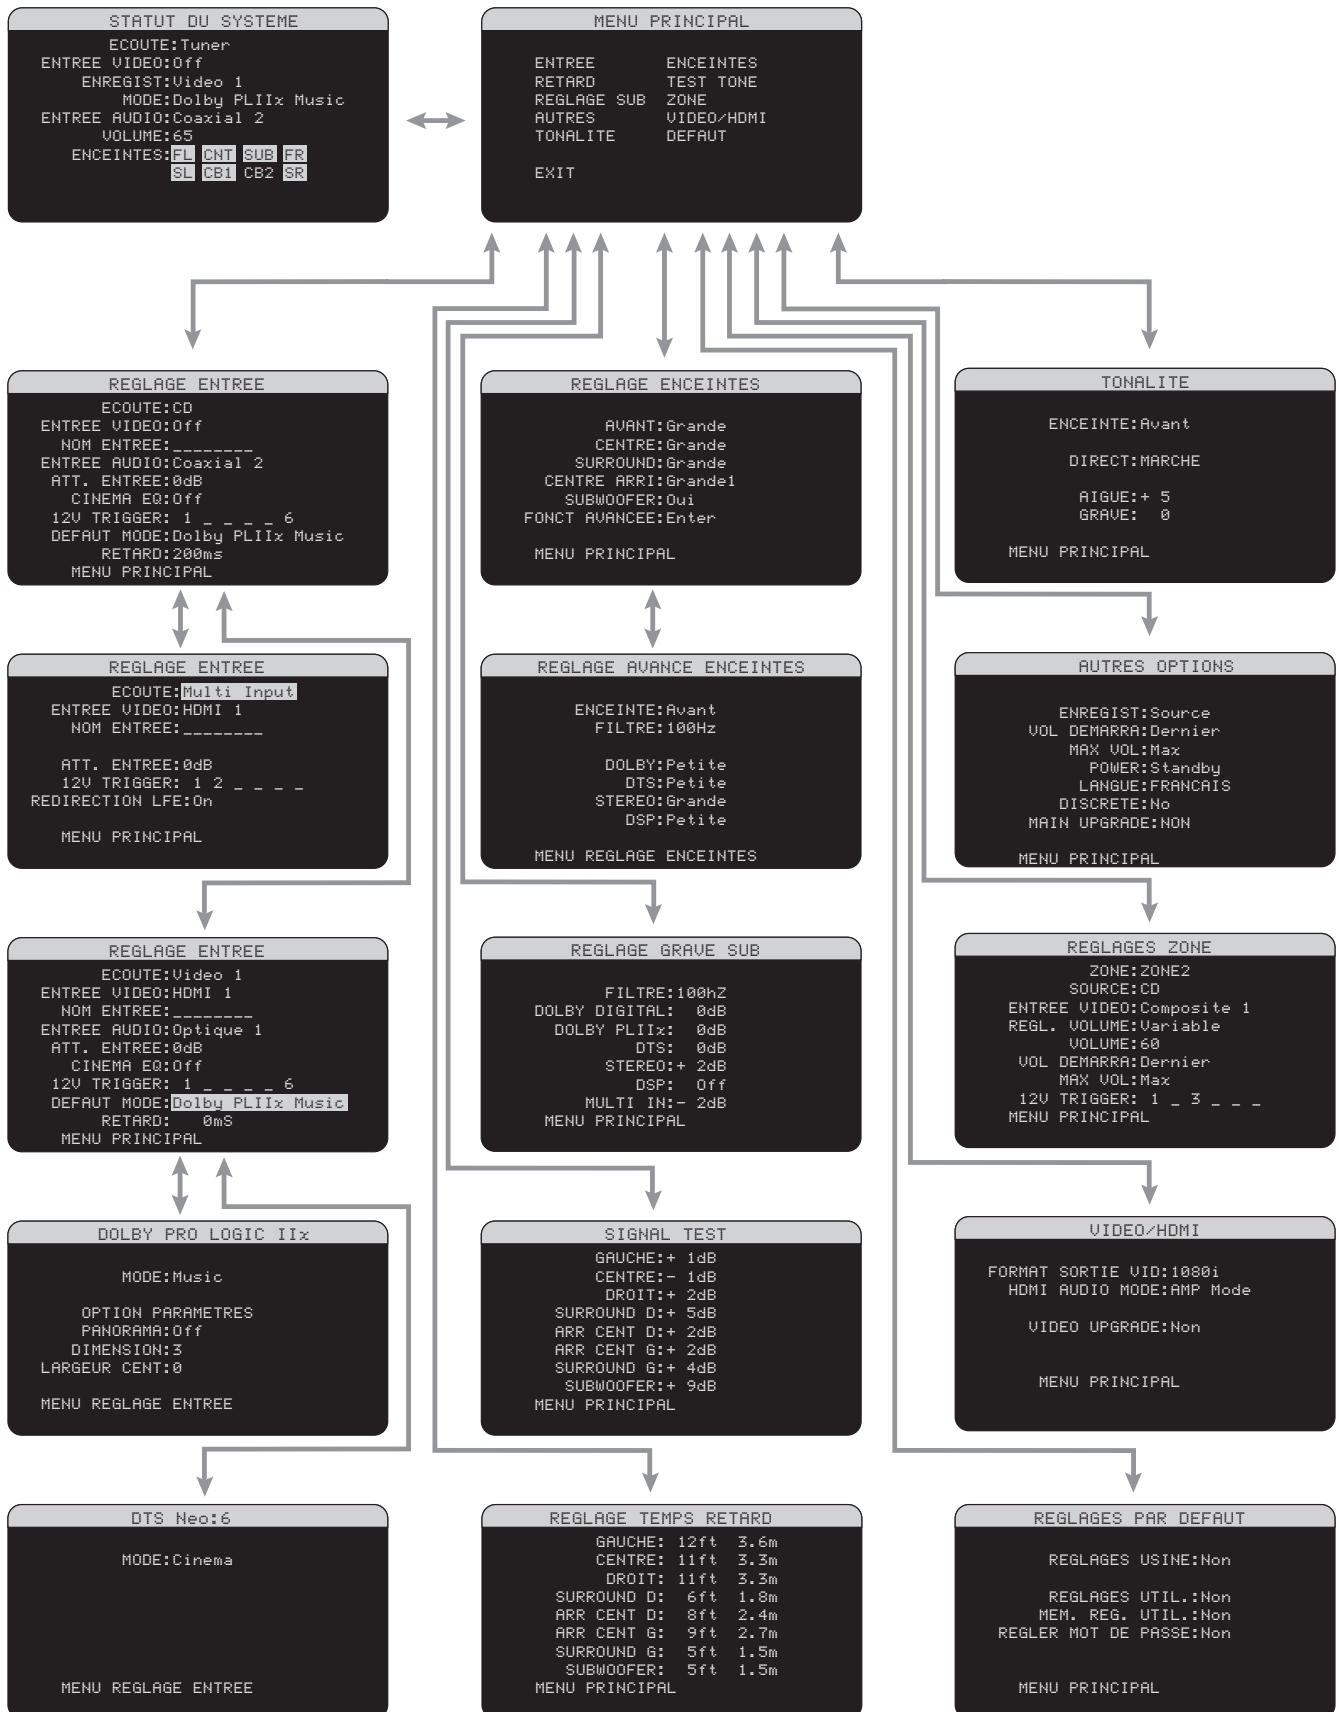 STATUT DU SYSTEME
ECOUTE:Tuner
ENTREE VIDEO:Off
ENREGIST:Video 1
MODE:Dolby PLIIx Music
ENTREE AUDIO:Coaxial 2
VOLUME:65
ENCEINTES:FL CNT SUB FR
SL CB1 CB2 SR
MENU PRINCIPAL
ENTREE ENCEINTES
RETARD TEST TONE
REGLAGE SUB ZONE
AUTRES VIDEO/HDMI
TONALITE DEFAUT
EXIT
REGLAGE ENTREE
ECOUTE:CD
ENTREE VIDEO:Off
NOM ENTREE:________
ENTREE AUDIO:Coaxial 2
ATT. ENTREE:0dB
CINEMA EQ:Off
12V TRIGGER: 1 _ _ _ _ 6
DEFAUT MODE:Dolby PLIIx Music
RETARD:200ms
MENU PRINCIPAL
REGLAGE ENCEINTES
AVANT:Grande
CENTRE:Grande
SURROUND:Grande
CENTRE ARRI:Grande1
SUBWOOFER:Oui
FONCT AVANCEE:Enter
MENU PRINCIPAL
TONALITE
ENCEINTE:Avant
DIRECT:MARCHE
AIGUE:+ 5
GRAVE: 0
MENU PRINCIPAL
REGLAGE ENTREE
ECOUTE:Multi Input
ENTREE VIDEO:HDMI 1
NOM ENTREE:________
ATT. ENTREE:0dB
12V TRIGGER: 1 2 _ _ _ _
REDIRECTION LFE:On
MENU PRINCIPAL
REGLAGE AVANCE ENCEINTES
ENCEINTE:Avant
FILTRE:100Hz
DOLBY:Petite
DTS:Petite
STEREO:Grande
DSP:Petite
MENU REGLAGE ENCEINTES
AUTRES OPTIONS
ENREGIST:Source
VOL DEMARRA:Dernier
MAX VOL:Max
POWER:Standby
LANGUE:FRANCAIS
DISCRETE:No
MAIN UPGRADE:NON
MENU PRINCIPAL
REGLAGE ENTREE
ECOUTE:Video 1
ENTREE VIDEO:HDMI 1
NOM ENTREE:________
ENTREE AUDIO:Optique 1
ATT. ENTREE:0dB
CINEMA EQ:Off
12V TRIGGER: 1 _ _ _ _ 6
DEFAUT MODE:Dolby PLIIx Music
RETARD: 0mS
MENU PRINCIPAL
REGLAGE GRAVE SUB
FILTRE:100hZ
DOLBY DIGITAL: 0dB
DOLBY PLIIx: 0dB
DTS: 0dB
STEREO:+ 2dB
DSP: Off
MULTI IN:- 2dB
MENU PRINCIPAL
REGLAGES ZONE
ZONE:ZONE2
SOURCE:CD
ENTREE VIDEO:Composite 1
REGL. VOLUME:Variable
VOLUME:60
VOL DEMARRA:Dernier
MAX VOL:Max
12V TRIGGER: 1 _ 3 _ _ _
MENU PRINCIPAL
DOLBY PRO LOGIC IIx
MODE:Music
OPTION PARAMETRES
PANORAMA:Off
DIMENSION:3
LARGEUR CENT:0
MENU REGLAGE ENTREE
SIGNAL TEST
GAUCHE:+ 1dB
CENTRE:- 1dB
DROIT:+ 2dB
SURROUND D:+ 5dB
ARR CENT D:+ 2dB
ARR CENT G:+ 2dB
SURROUND G:+ 4dB
SUBWOOFER:+ 9dB
MENU PRINCIPAL
VIDEO/HDMI
FORMAT SORTIE VID:1080i
HDMI AUDIO MODE:AMP Mode
VIDEO UPGRADE:Non
MENU PRINCIPAL
DTS Neo:6
MODE:Cinema
MENU REGLAGE ENTREE
REGLAGE TEMPS RETARD
GAUCHE: 12ft 3.6m
CENTRE: 11ft 3.3m
DROIT: 11ft 3.3m
SURROUND D: 6ft 1.8m
ARR CENT D: 8ft 2.4m
ARR CENT G: 9ft 2.7m
SURROUND G: 5ft 1.5m
SUBWOOFER: 5ft 1.5m
MENU PRINCIPAL
REGLAGES PAR DEFAUT
REGLAGES USINE:Non
REGLAGES UTIL.:Non
MEM. REG. UTIL.:Non
REGLER MOT DE PASSE:Non
MENU PRINCIPAL